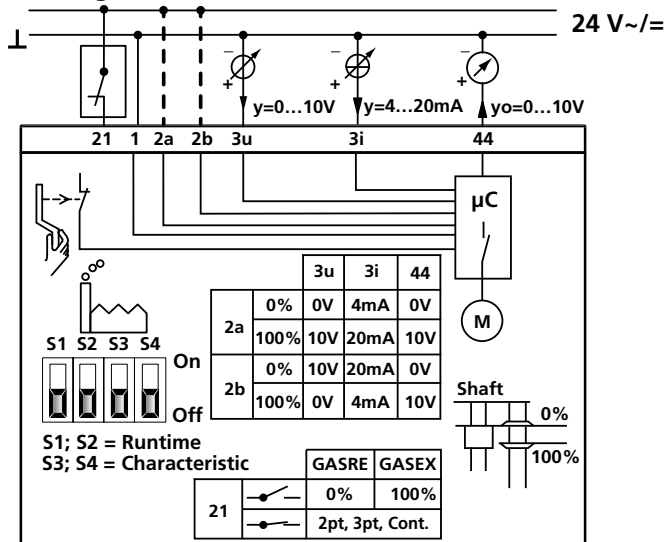 24 V~/=
⊥
− − −
+ + +
y=0...10V y=4...20mA yo=0...10V
21 1 2a 2b 3u 3i 44
µC
3u 3i 44
2a 0% 0V 4mA 0V
100% 10V 20mA 10V
2b 0% 10V 20mA 0V
100% 0V 4mA 10V
M
S1 S2 S3 S4
On
Off
S1; S2 = Runtime
S3; S4 = Characteristic
Shaft
0%
100%
GASRE GASEX
21 0% 100%
2pt, 3pt, Cont.